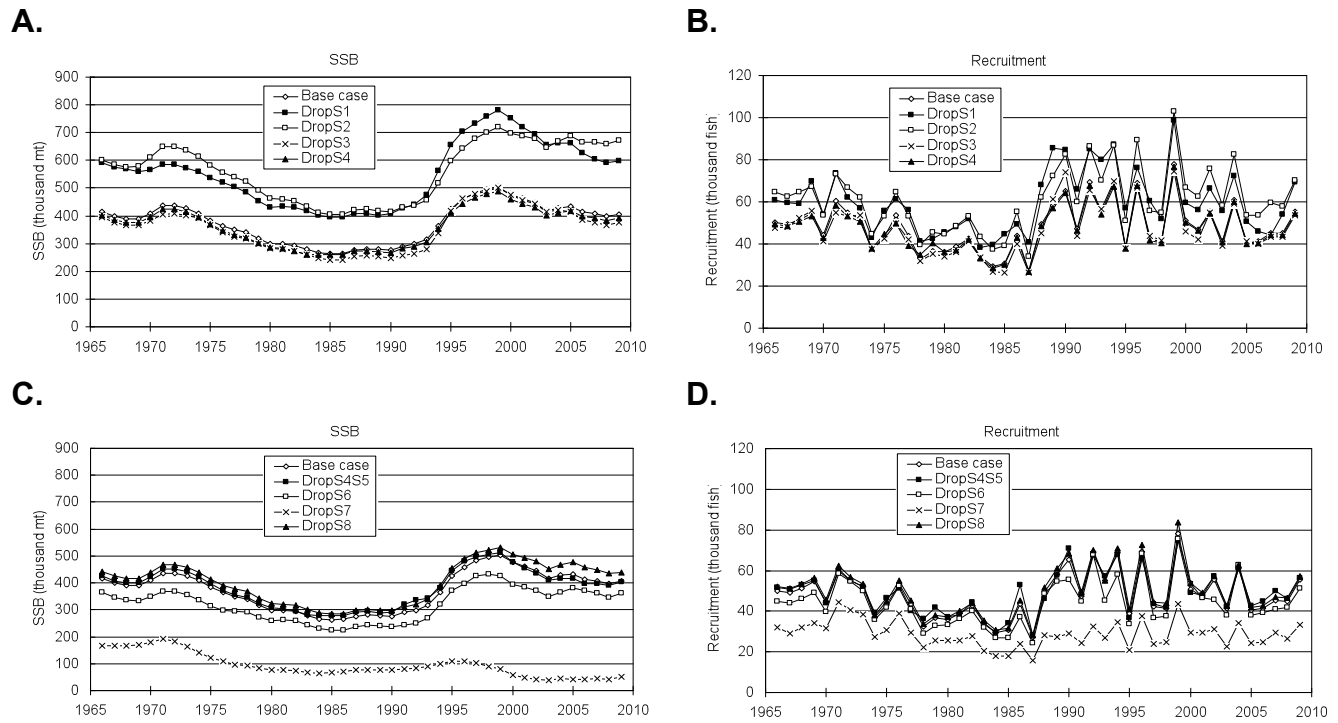 A.
SSB
900
800
700
600
500
400
300
200
100
0
SSB (thousand mt)
Base case
DropS1
DropS2
DropS3
DropS4
1965 1970 1975 1980 1985 1990 1995 2000 2005 2010
B.
Recruitment
120
100
80
60
40
20
0
Recruitment (thousand fish)
Base case
DropS1
DropS2
DropS3
DropS4
1965 1970 1975 1980 1985 1990 1995 2000 2005 2010
C.
SSB
900
800
700
600
500
400
300
200
100
0
SSB (thousand mt)
Base case
DropS4S5
DropS6
DropS7
DropS8
1965 1970 1975 1980 1985 1990 1995 2000 2005 2010
D.
Recruitment
120
100
80
60
40
20
0
Recruitment (thousand fish)
Base case
DropS4S5
DropS6
DropS7
DropS8
1965 1970 1975 1980 1985 1990 1995 2000 2005 2010